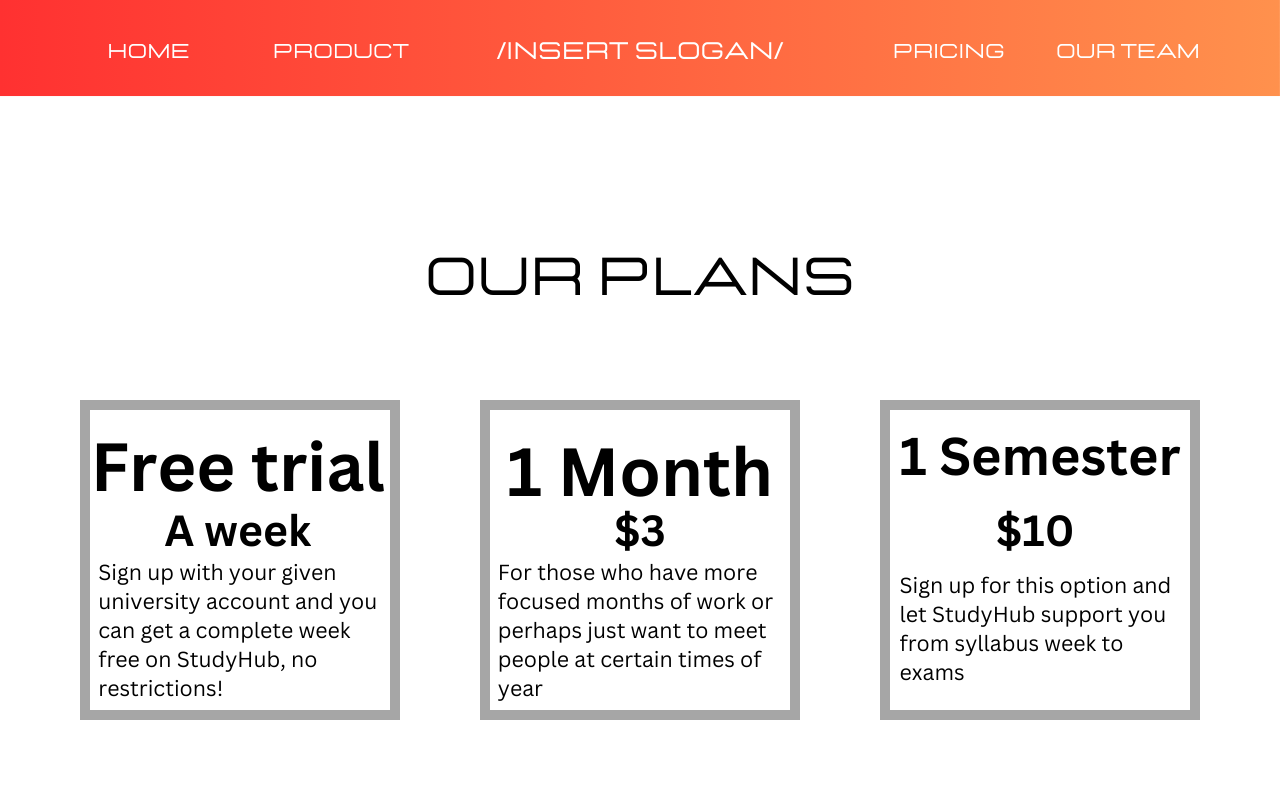 HOME PRODUCT /INSERT SLOGAN/ PRICING OUR TEAM
OUR PLANS
Free trial
A week
Sign up with your given
university account and you
can get a complete week
free on StudyHub, no
restrictions!
1 Month
$3
For those who have more
focused months of work or
perhaps just want to meet
people at certain times of
year
1 Semester
$10
Sign up for this option and
let StudyHub support you
from syllabus week to
exams